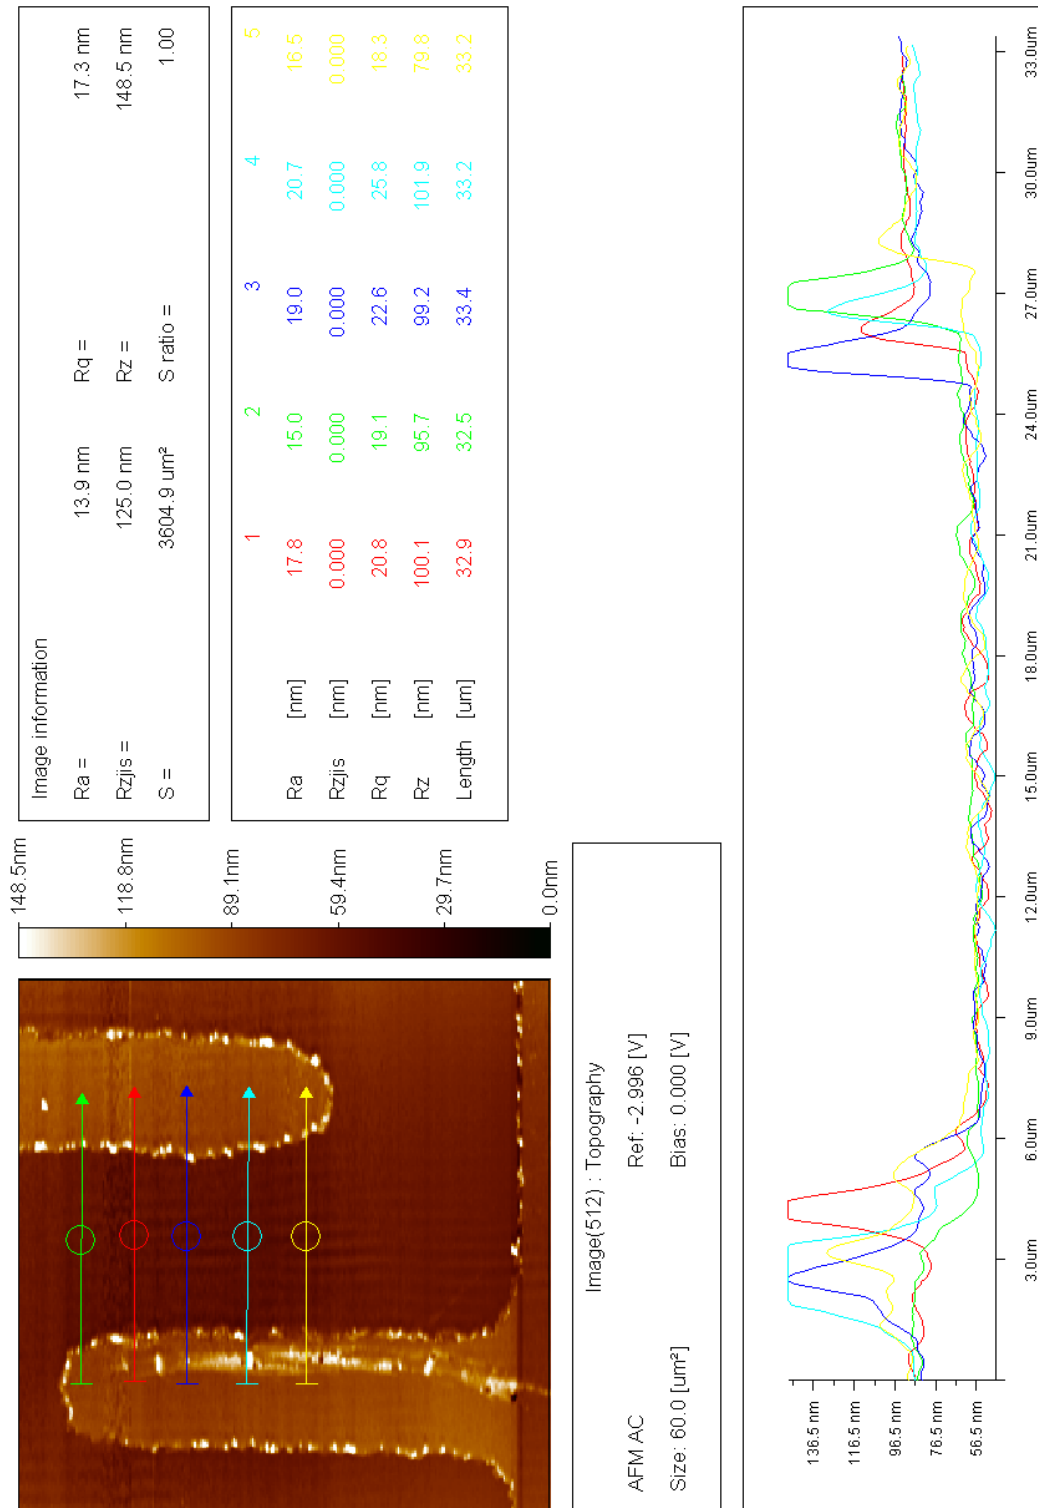 148.5nm
118.8nm
89.1nm
59.4nm
29.7nm
0.0nm
Image(512) : Topography
AFM AC Ref: -2.996 [V]
Size: 60.0 [um²] Bias: 0.000 [V]
Image information
Ra = 13.9 nm Rq = 17.3 nm
Rzjis = 125.0 nm Rz = 148.5 nm
S = 3604.9 um² S ratio = 1.00
1 2 3 4 5
Ra [nm] 17.8 15.0 19.0 20.7 16.5
Rzjis [nm] 0.000 0.000 0.000 0.000 0.000
Rq [nm] 20.8 19.1 22.6 25.8 18.3
Rz [nm] 100.1 95.7 99.2 101.9 79.8
Length [um] 32.9 32.5 33.4 33.2 33.2
136.5 nm
116.5 nm
96.5 nm
76.5 nm
56.5 nm
3.0um 6.0um 9.0um 12.0um 15.0um 18.0um 21.0um 24.0um 27.0um 30.0um 33.0um